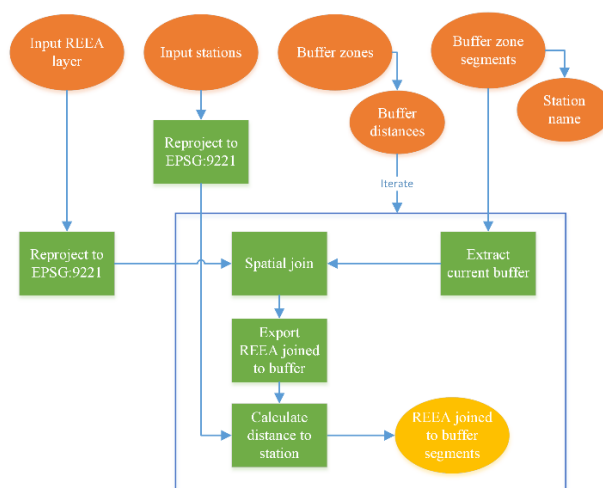 Input REEA
layer
Input stations
Buffer zones
Buffer zone
segments
Buffer
distances
Station
name
Reproject to
EPSG:9221
Iterate
Reproject to
EPSG:9221
Spatial join
Extract
current buffer
Export
REEA joined
to buffer
Calculate
distance to
station
REEA joined
to buffer
segments